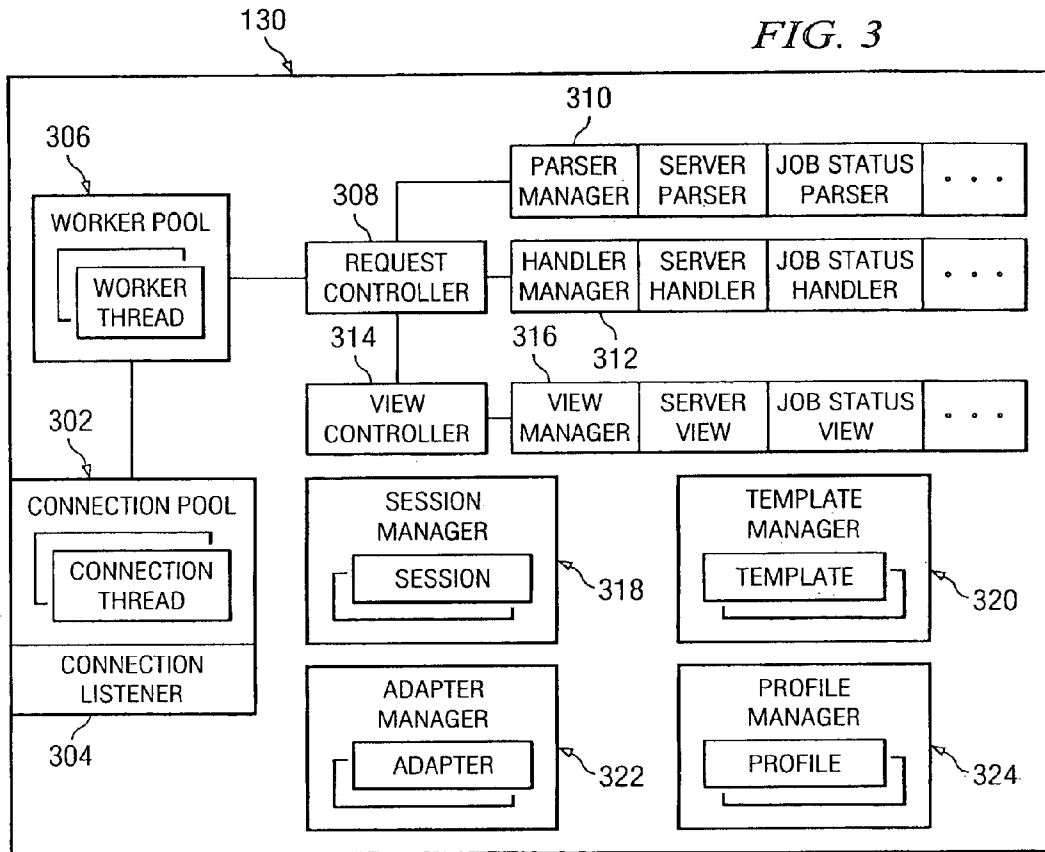 130
FIG. 3
310
306
PARSER
MANAGER
SERVER
PARSER
JOB STATUS
PARSER
. . .
308
WORKER POOL
WORKER
THREAD
REQUEST
CONTROLLER
HANDLER
MANAGER
SERVER
HANDLER
JOB STATUS
HANDLER
. . .
314
316
312
VIEW
CONTROLLER
VIEW
MANAGER
SERVER
VIEW
JOB STATUS
VIEW
. . .
302
CONNECTION POOL
CONNECTION
THREAD
CONNECTION
LISTENER
304
SESSION
MANAGER
SESSION
318
TEMPLATE
MANAGER
TEMPLATE
320
ADAPTER
MANAGER
ADAPTER
322
PROFILE
MANAGER
PROFILE
324